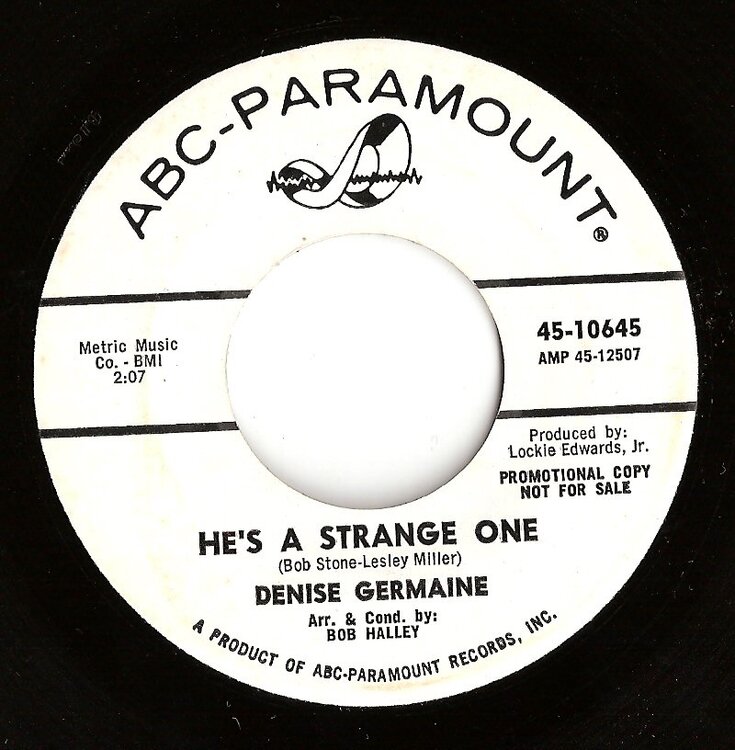 ABC-PARAMOUNT®
Metric Music
Co. - BMI
2:07
45-10645
AMP 45-12507
Produced by:
Lockie Edwards, Jr.
PROMOTIONAL COPY
NOT FOR SALE
HE'S A STRANGE ONE
(Bob Stone-Lesley Miller)
DENISE GERMAINE
Arr. & Cond. by:
BOB HALLEY
A PRODUCT OF ABC-PARAMOUNT RECORDS, INC.